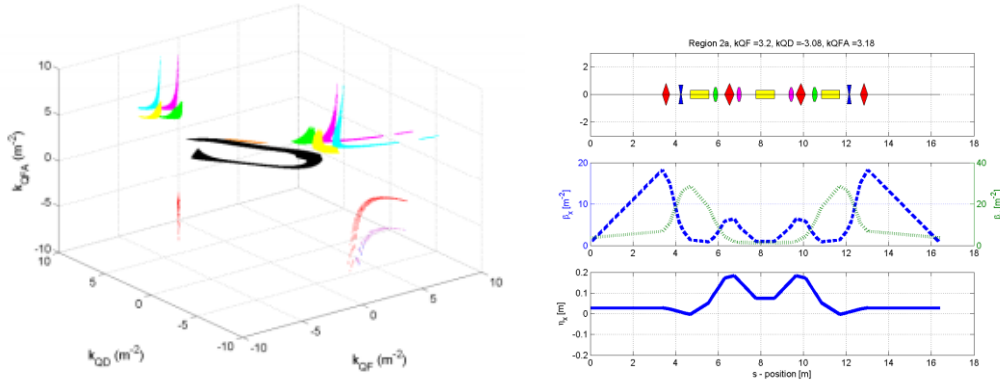 10
5
0
-5
-10
k_QFA (m^-2)
10
5
0
-5
-10
k_QD (m^-2)
-10
-5
0
5
10
k_QF (m^-2)
Region 2a, kQF =3.2, kQD =-3.08, kQFA =3.18
2
0
-2
0 2 4 6 8 10 12 14 16 18
20
10
0
β_x [m^-2]
40
20
0
β [m^-2]
0 2 4 6 8 10 12 14 16 18
0.2
0.1
0
-0.1
-0.2
η_x [m]
0 2 4 6 8 10 12 14 16 18
s - position [m]